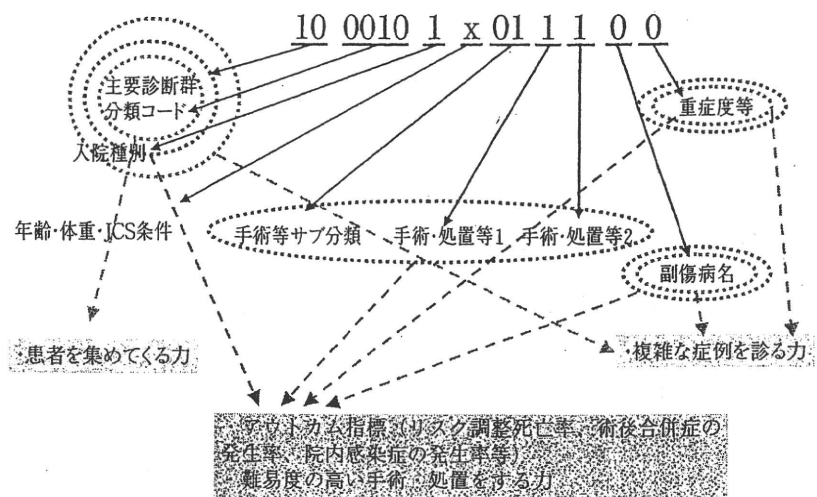 10 0010 1 x 01 1 1 0 0
主要診断群
分類コード
入院種別
重症度等
年齢・体重・JCS条件
手術等サブ分類 手術・処置等1 手術・処置等2
副傷病名
・患者を集めてくる力
・複雑な症例を診る力
アウトカム指標(リスク調整死亡率、術後合併症の
発生率、院内感染症の発生率等)
難易度の高い手術・処置をする力